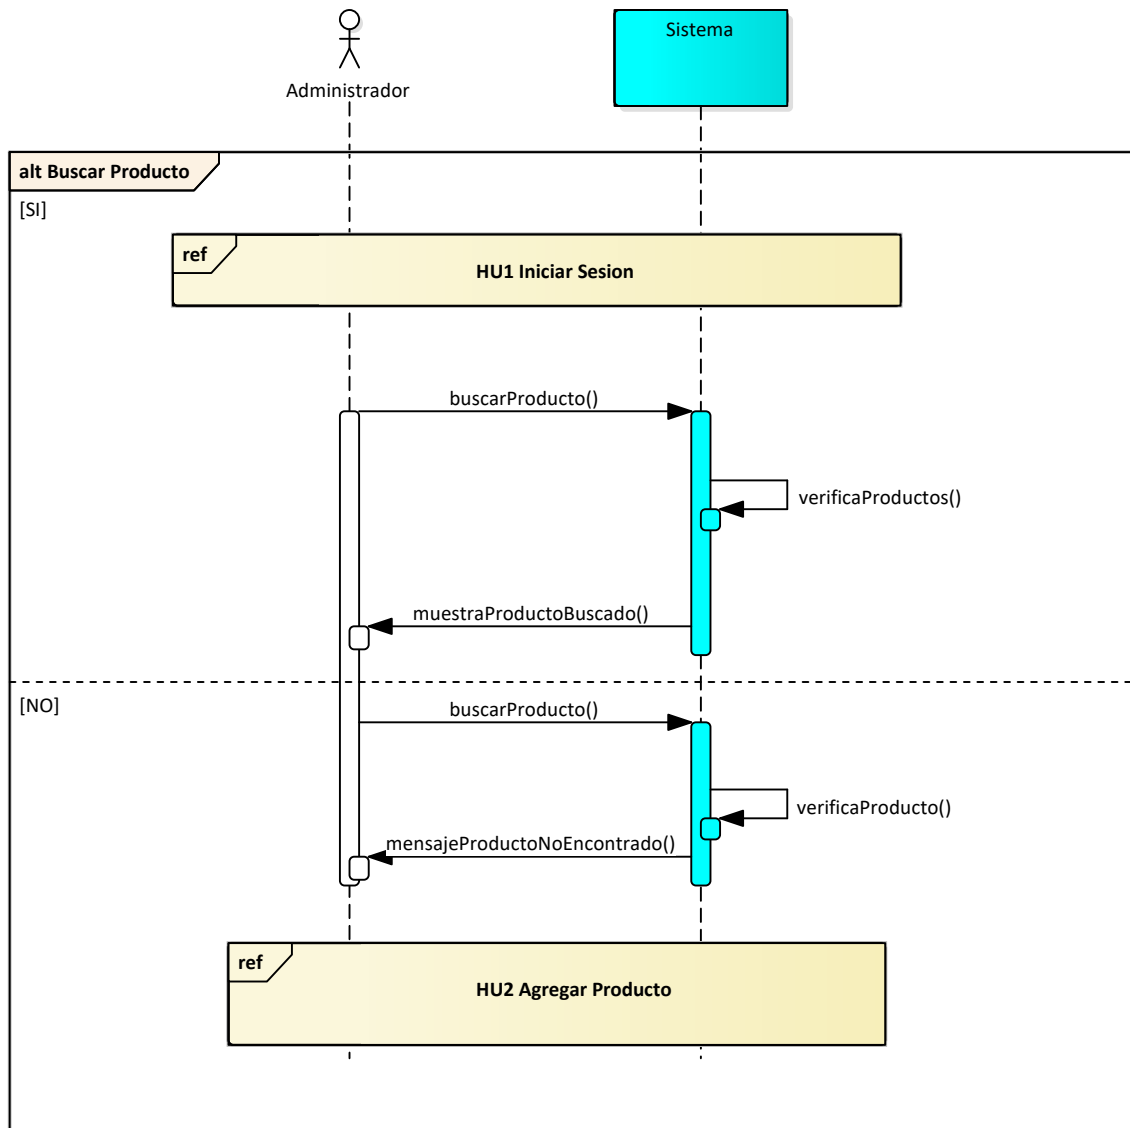 Administrador
Sistema
alt Buscar Producto
[SI]
ref
HU1 Iniciar Sesion
buscarProducto()
verificaProductos()
muestraProductoBuscado()
[NO]
buscarProducto()
verificaProducto()
mensajeProductoNoEncontrado()
ref
HU2 Agregar Producto